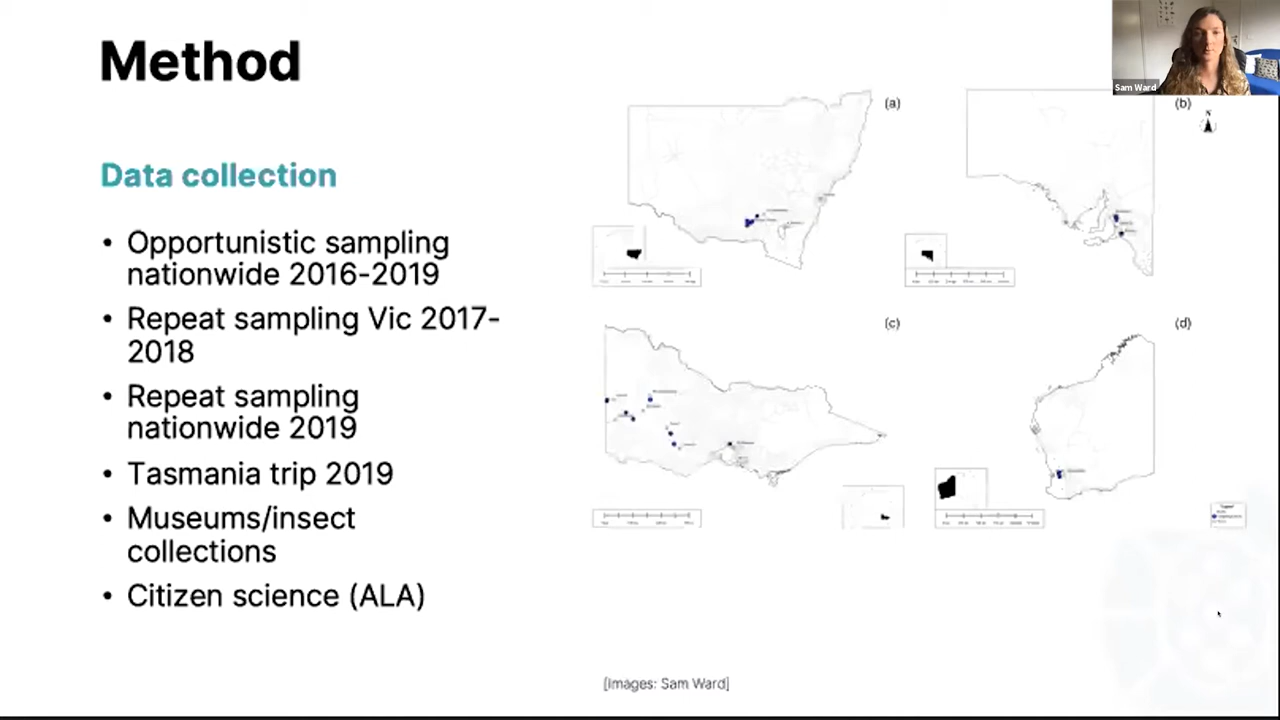 Method
Sam Ward
(a)
(b)
N
Data collection
• Opportunistic sampling
nationwide 2016-2019
• Repeat sampling Vic 2017-
2018
(c)
(d)
• Repeat sampling
nationwide 2019
• Tasmania trip 2019
• Museums/insect
collections
• Citizen science (ALA)
[Images: Sam Ward]